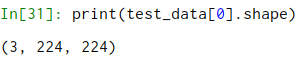 In[31]: print(test_data[0].shape)
(3, 224, 224)